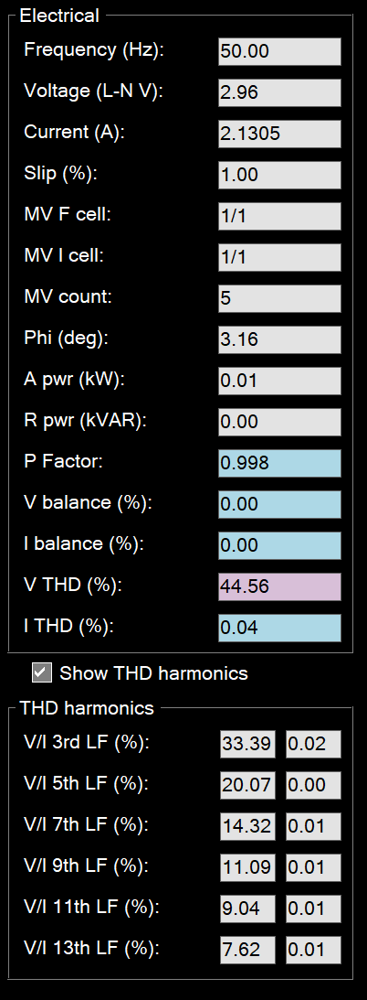 Electrical
Frequency (Hz): 50.00
Voltage (L-N V): 2.96
Current (A): 2.1305
Slip (%): 1.00
MV F cell: 1/1
MV I cell: 1/1
MV count: 5
Phi (deg): 3.16
A pwr (kW): 0.01
R pwr (kVAR): 0.00
P Factor: 0.998
V balance (%): 0.00
I balance (%): 0.00
V THD (%): 44.56
I THD (%): 0.04
Show THD harmonics
THD harmonics
V/I 3rd LF (%): 33.39 0.02
V/I 5th LF (%): 20.07 0.00
V/I 7th LF (%): 14.32 0.01
V/I 9th LF (%): 11.09 0.01
V/I 11th LF (%): 9.04 0.01
V/I 13th LF (%): 7.62 0.01